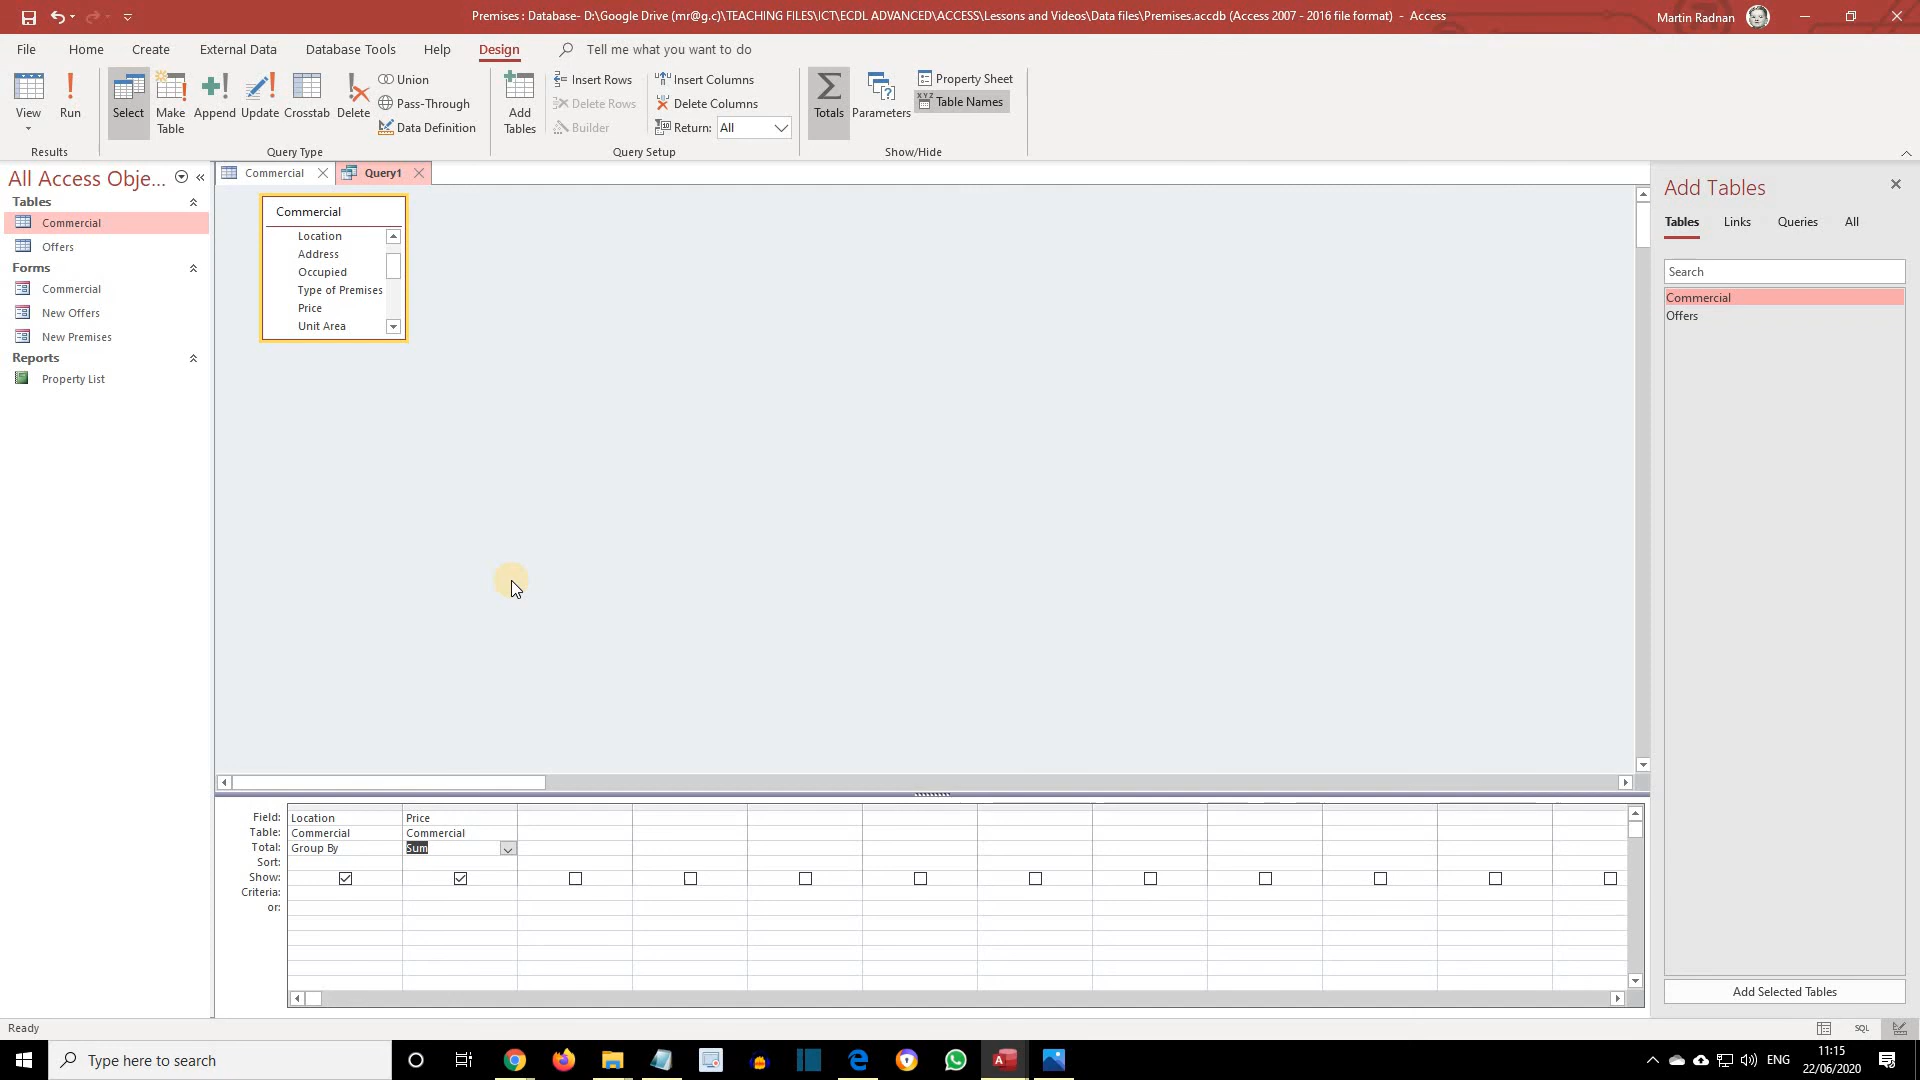 Premises : Database- D:\Google Drive (mr@g.c)\TEACHING FILES\ICT\ECDL ADVANCED\ACCESS\Lessons and Videos\Data files\Premises.accdb (Access 2007 - 2016 file format) - Access
Martin Radnan
File Home Create External Data Database Tools Help Design Tell me what you want to do
View Run Select Make Table Append Update Crosstab Delete
Union
Pass-Through
Data Definition
Add Tables
Insert Rows
Delete Rows
Builder
Insert Columns
Delete Columns
Return: All
Totals Parameters
Property Sheet
XYZ Table Names
Results Query Type Query Setup Show/Hide
All Access Obje...
Tables
Commercial
Offers
Forms
Commercial
New Offers
New Premises
Reports
Property List
Commercial Query1
Commercial
Location
Address
Occupied
Type of Premises
Price
Unit Area
Add Tables
Tables Links Queries All
Search
Commercial
Offers
Add Selected Tables
Field: Location Price
Table: Commercial Commercial
Total: Group By Sum
Sort:
Show:
Criteria:
or:
Ready
SQL
Type here to search
ENG
11:15
22/06/2020